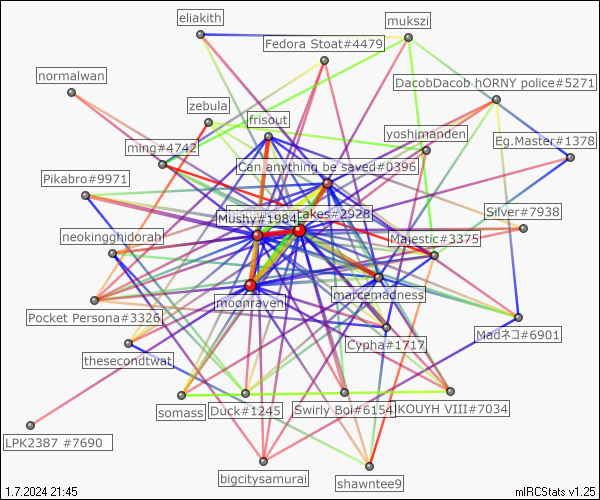 eliakith
mukszi
Fedora Stoat#4479
normalwan
DacobDacob hORNY police#5271
zebula
frisout
yoshimanden
Eg.Master#1378
ming#4742
Can anything be saved#0396
Pikabro#9971
Silver#7938
Mushy#1984
akes#2928
neokingghidorah
Majestic#3375
marcemadness
moonraven
Pocket Persona#3326
Madネコ#6901
Cypha#1717
thesecondtwat
somass
Duck#1245
Swirly Boi#6154
KOUYH VIII#7034
LPK2387 #7690
bigcitysamurai
shawntee9
1.7.2024 21:45
mIRCStats v1.25